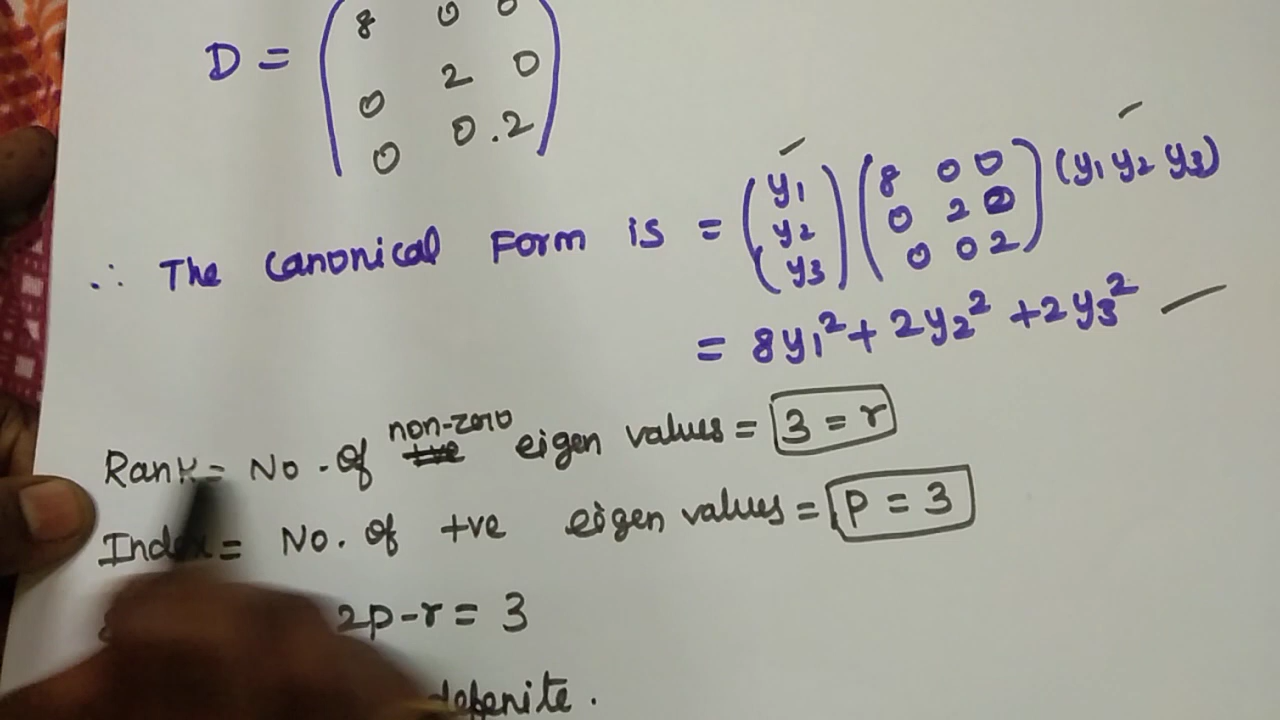 D = ( 8 0 0
0 2 0
0 0.2 )
∴ The canonical Form is = ( y1 y2 y3 ) ( 8 0 0 0 2 0 0 0 2 ) (y1 y2 y3)
= 8y1² + 2y2² + 2y3²
Rank = No. of non-zero eigen values = 3 = r
Index = No. of +ve eigen values = P = 3
2p-r = 3
defenite.